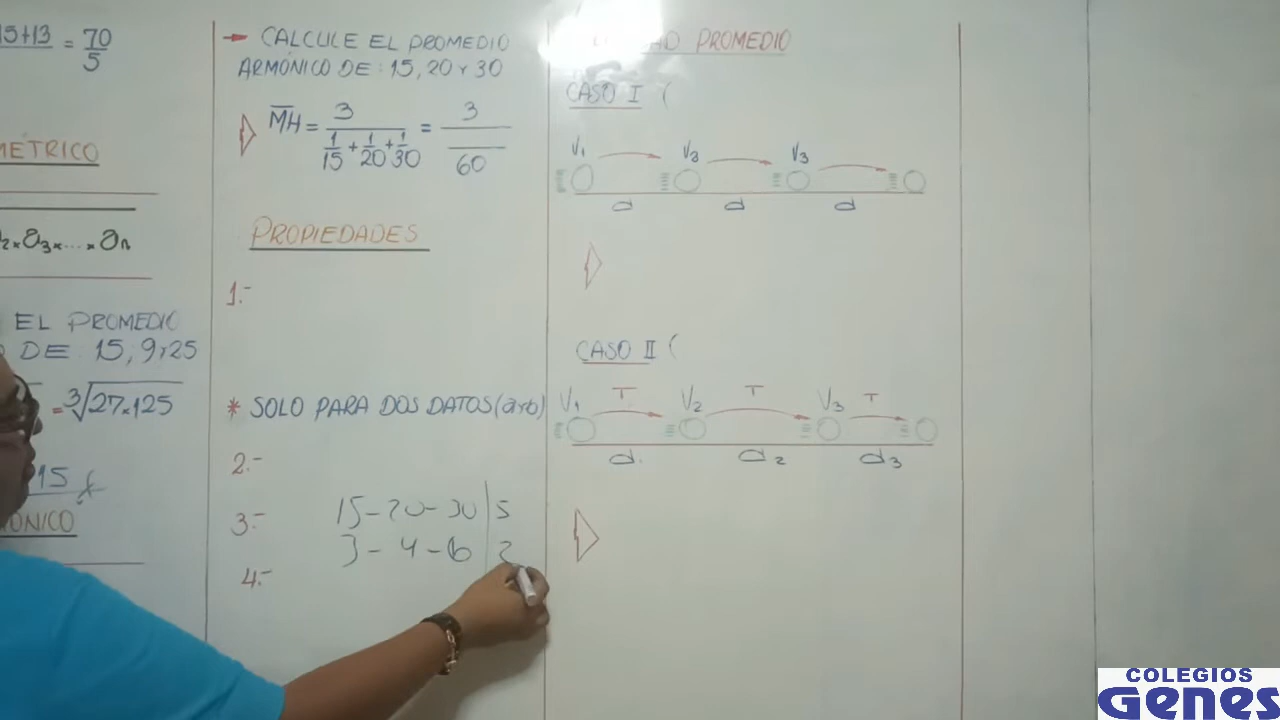 15+13 = 70
5
MÉTRICO
2×a3×...×an
EL PROMEDIO
DE 15, 9 y 25
= ³√27×125
15
ÓNICO
→ CALCULE EL PROMEDIO
ARMÓNICO DE: 15, 20 Y 30
MH = 3 = 3
1/15 + 1/20 + 1/30
60
PROPIEDADES
1.-
* SOLO PARA DOS DATOS (a y b)
2.-
3.-
4.-
15 - 20 - 30 | 5
3 - 4 - 6 | 2
PROMEDIO
CASO I (
V1 V2 V3
d d d
CASO II (
V1 T V2 T V3 T
d. d2 d3
COLEGIOS
Genes